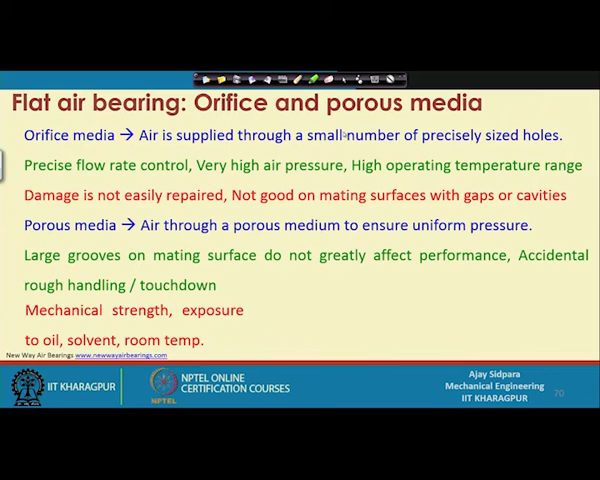 Flat air bearing: Orifice and porous media
Orifice media → Air is supplied through a small number of precisely sized holes.
Precise flow rate control, Very high air pressure, High operating temperature range
Damage is not easily repaired, Not good on mating surfaces with gaps or cavities
Porous media → Air through a porous medium to ensure uniform pressure.
Large grooves on mating surface do not greatly affect performance, Accidental
rough handling / touchdown
Mechanical strength, exposure
to oil, solvent, room temp.
New Way Air Bearings www.newwayairbearings.com
IIT KHARAGPUR
NPTEL
NPTEL ONLINE
CERTIFICATION COURSES
Ajay Sidpara
Mechanical Engineering
IIT KHARAGPUR
70